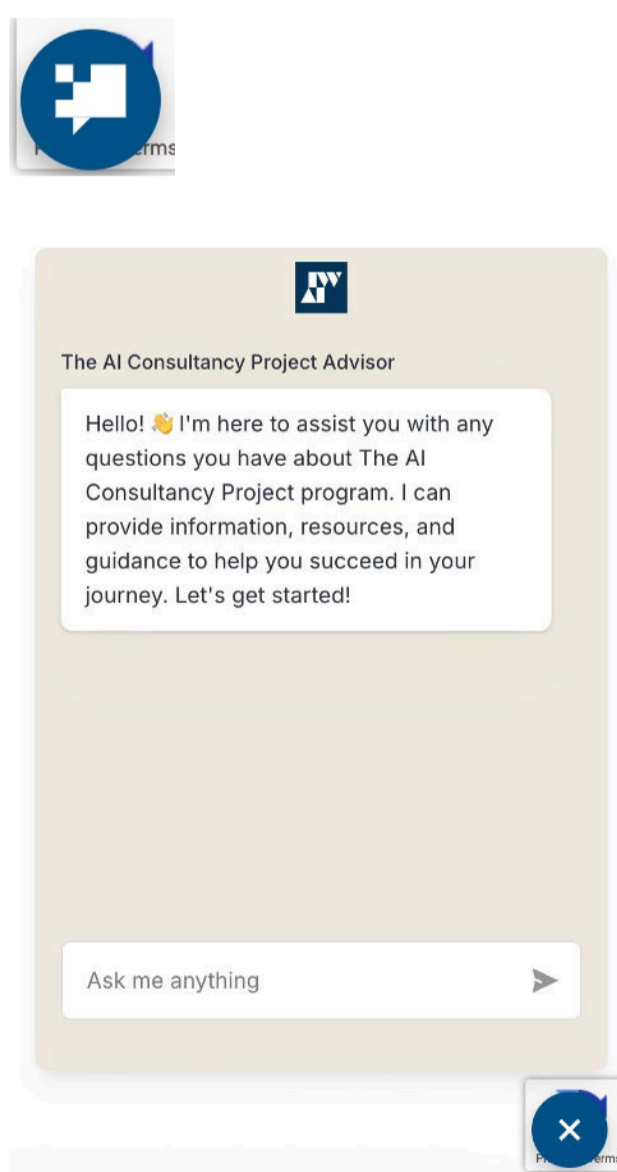 The AI Consultancy Project Advisor
Hello! 👋 I'm here to assist you with any
questions you have about The AI
Consultancy Project program. I can
provide information, resources, and
guidance to help you succeed in your
journey. Let's get started!
Ask me anything